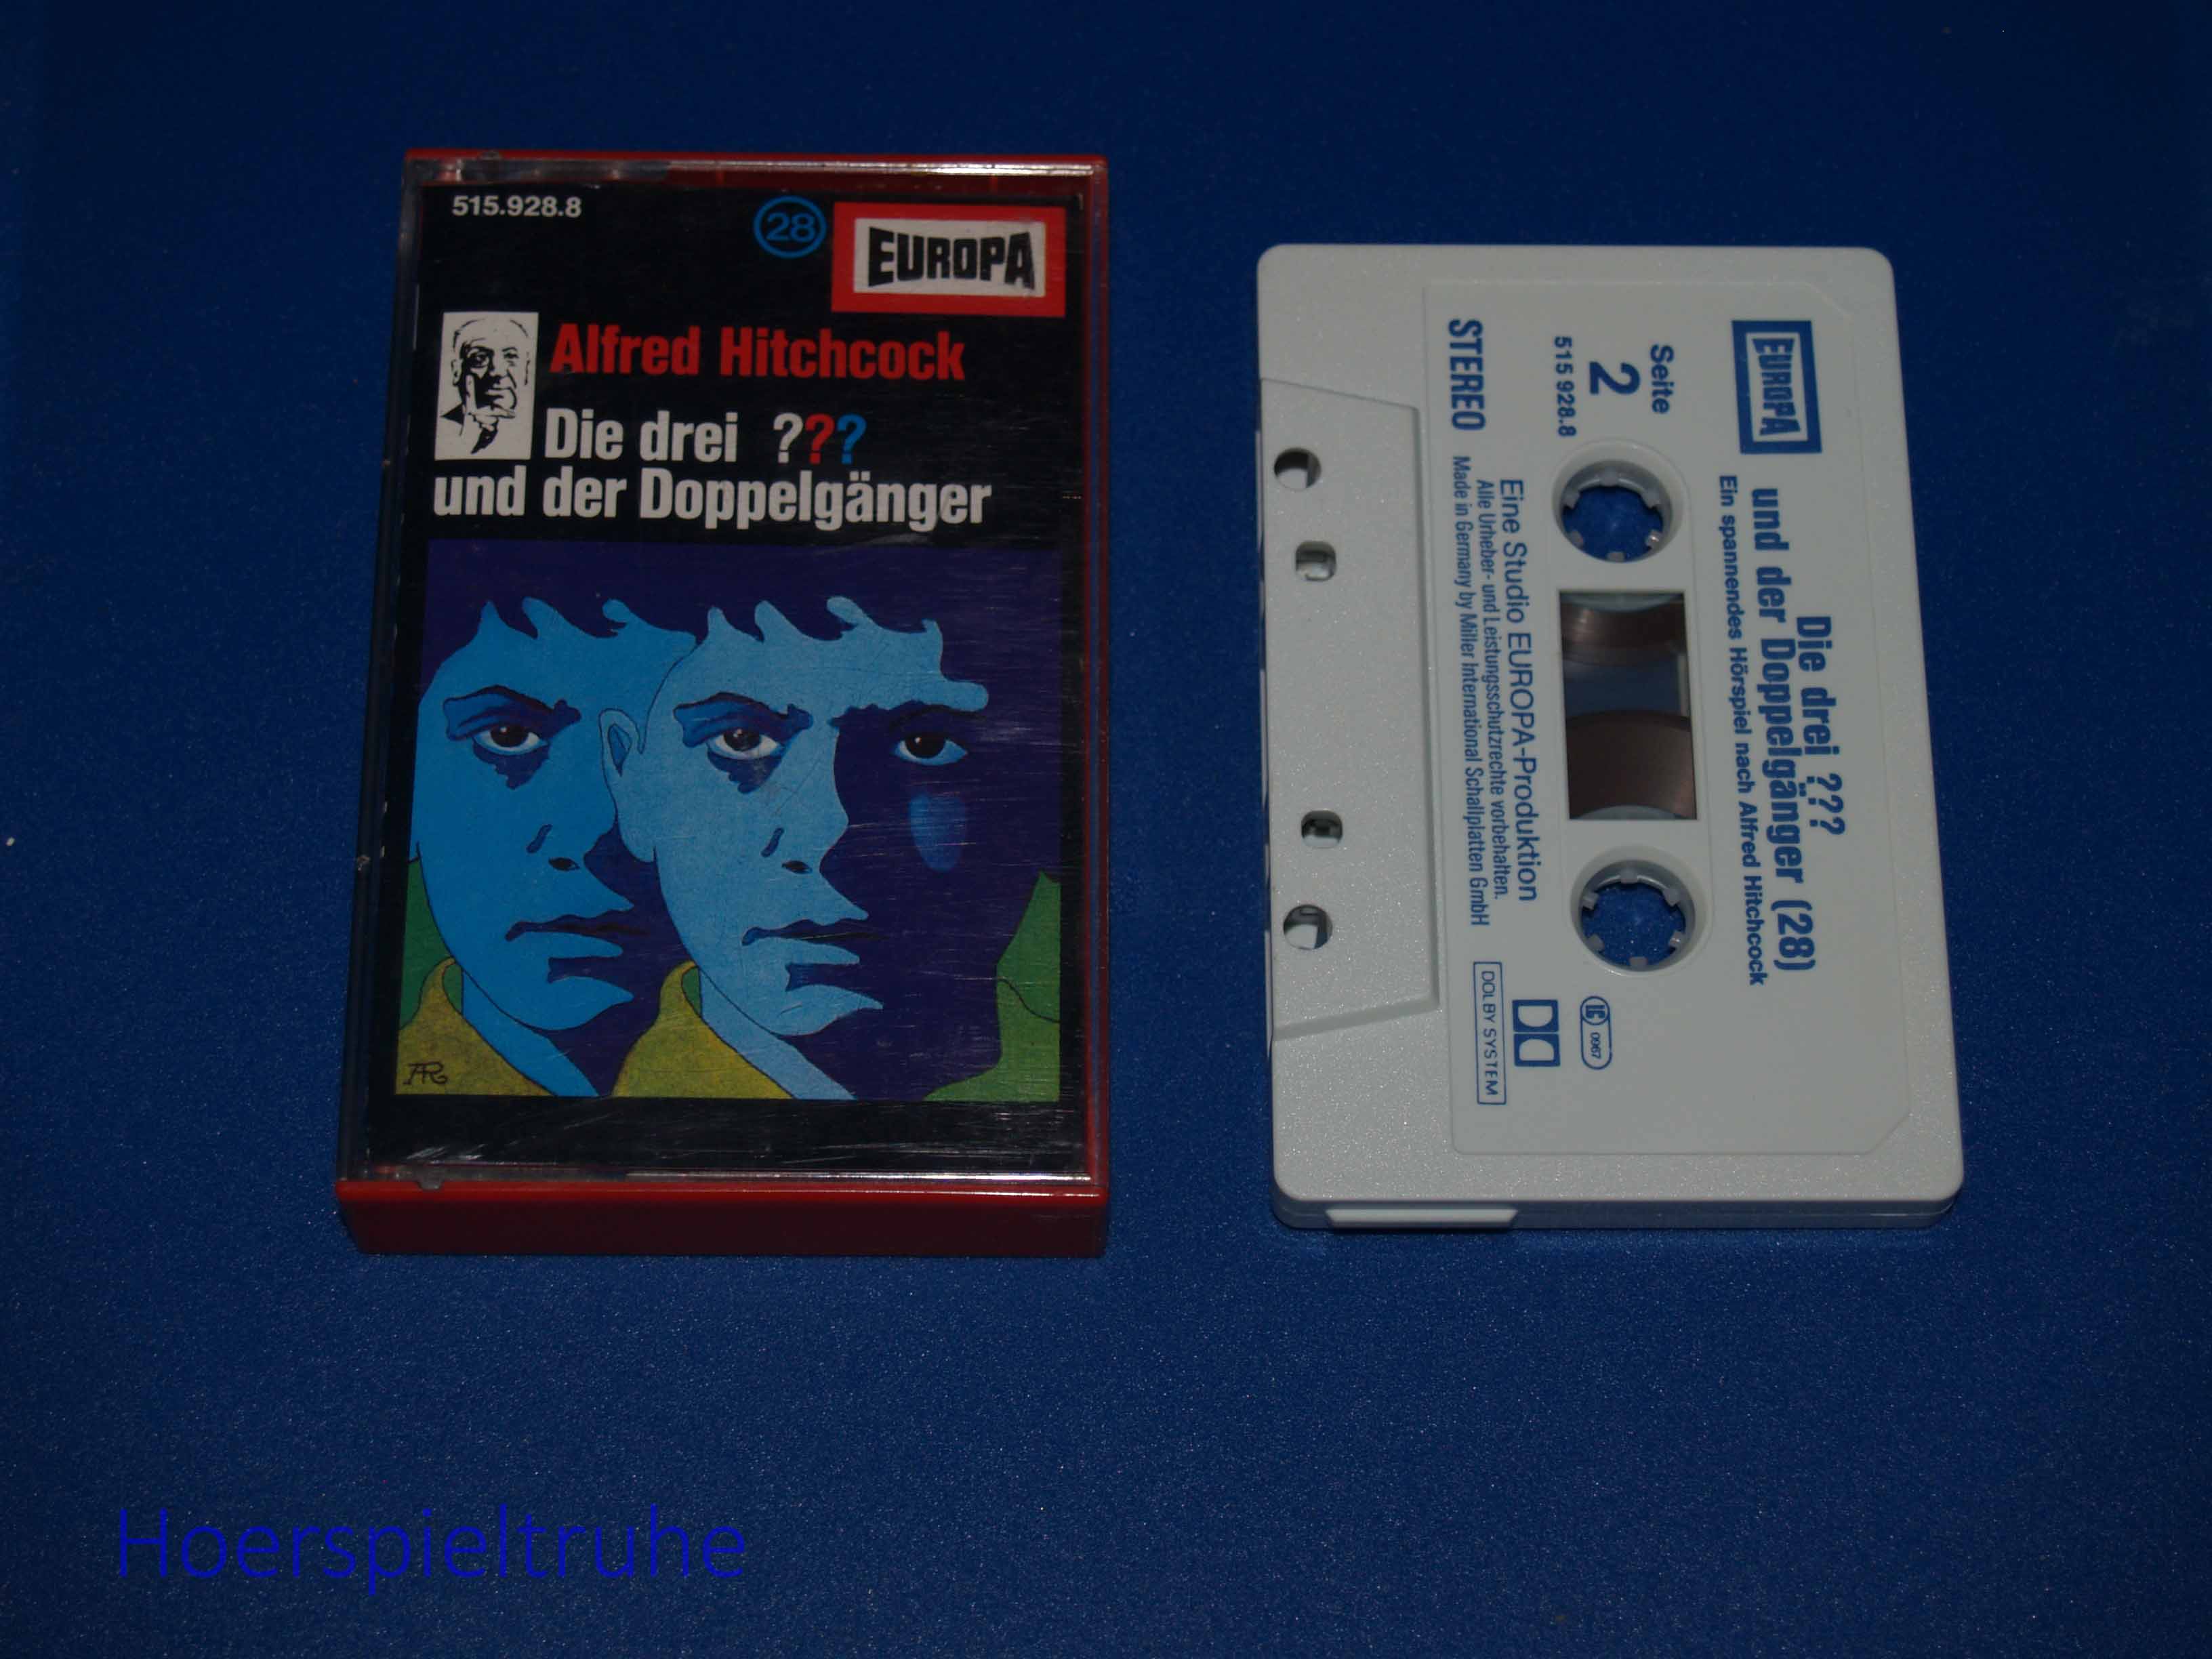 515.928.8
28
EUROPA
Alfred Hitchcock
Die drei ???
und der Doppelgänger
AR
EUROPA
Die drei ???
und der Doppelgänger (28)
Ein spannendes Hörspiel nach Alfred Hitchcock
Seite
2
515 928.8
STEREO
Eine Studio EUROPA-Produktion
Alle Urheber- und Leistungsschutzrechte vorbehalten.
Made in Germany by Miller International Schallplatten GmbH
0967
DOLBY SYSTEM
Hoerspieltruhe